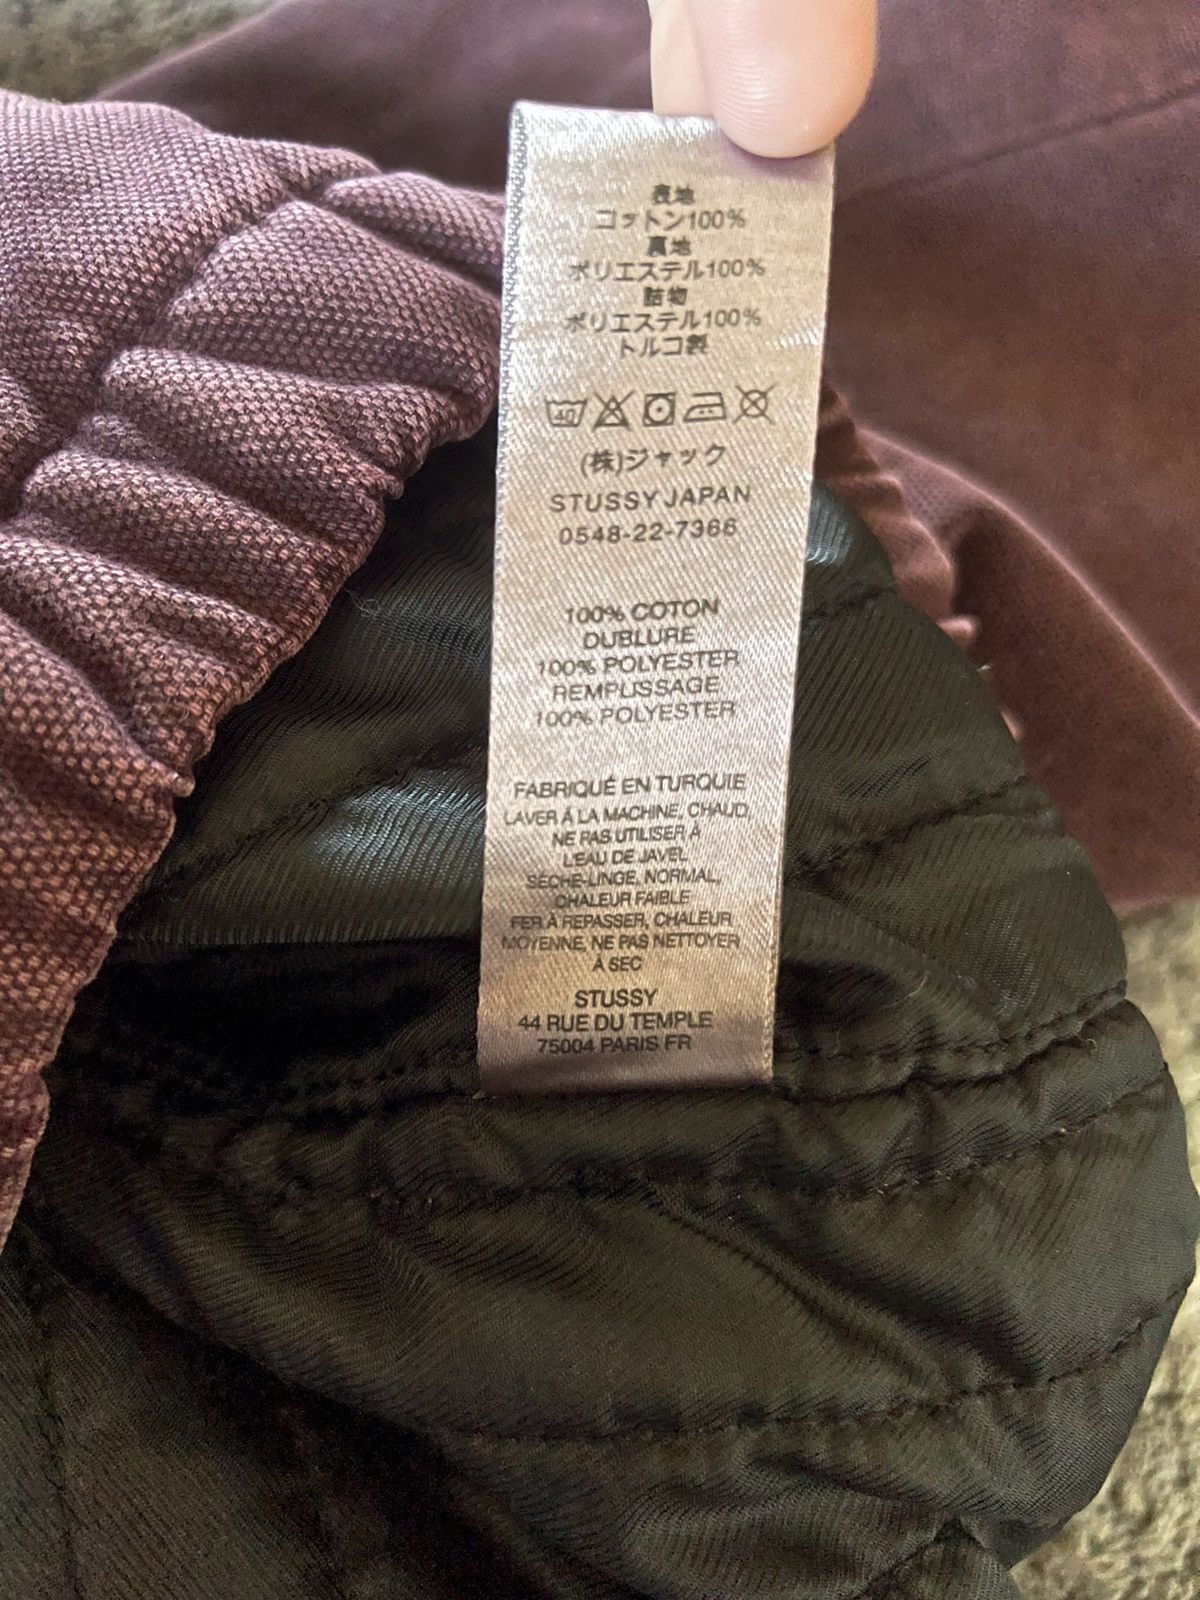 表地
コットン100%
裏地
ポリエステル100%
詰物
ポリエステル100%
トルコ製
40
(株)ジャック
STUSSY JAPAN
0548-22-7366
100% COTON
DUBLURE
100% POLYESTER
REMPLISSAGE
100% POLYESTER
FABRIQUÉ EN TURQUIE
LAVER À LA MACHINE, CHAUD,
NE PAS UTILISER À
L'EAU DE JAVEL
SÈCHE-LINGE, NORMAL,
CHALEUR FAIBLE
FER À REPASSER, CHALEUR
MOYENNE, NE PAS NETTOYER
À SEC
STUSSY
44 RUE DU TEMPLE
75004 PARIS FR